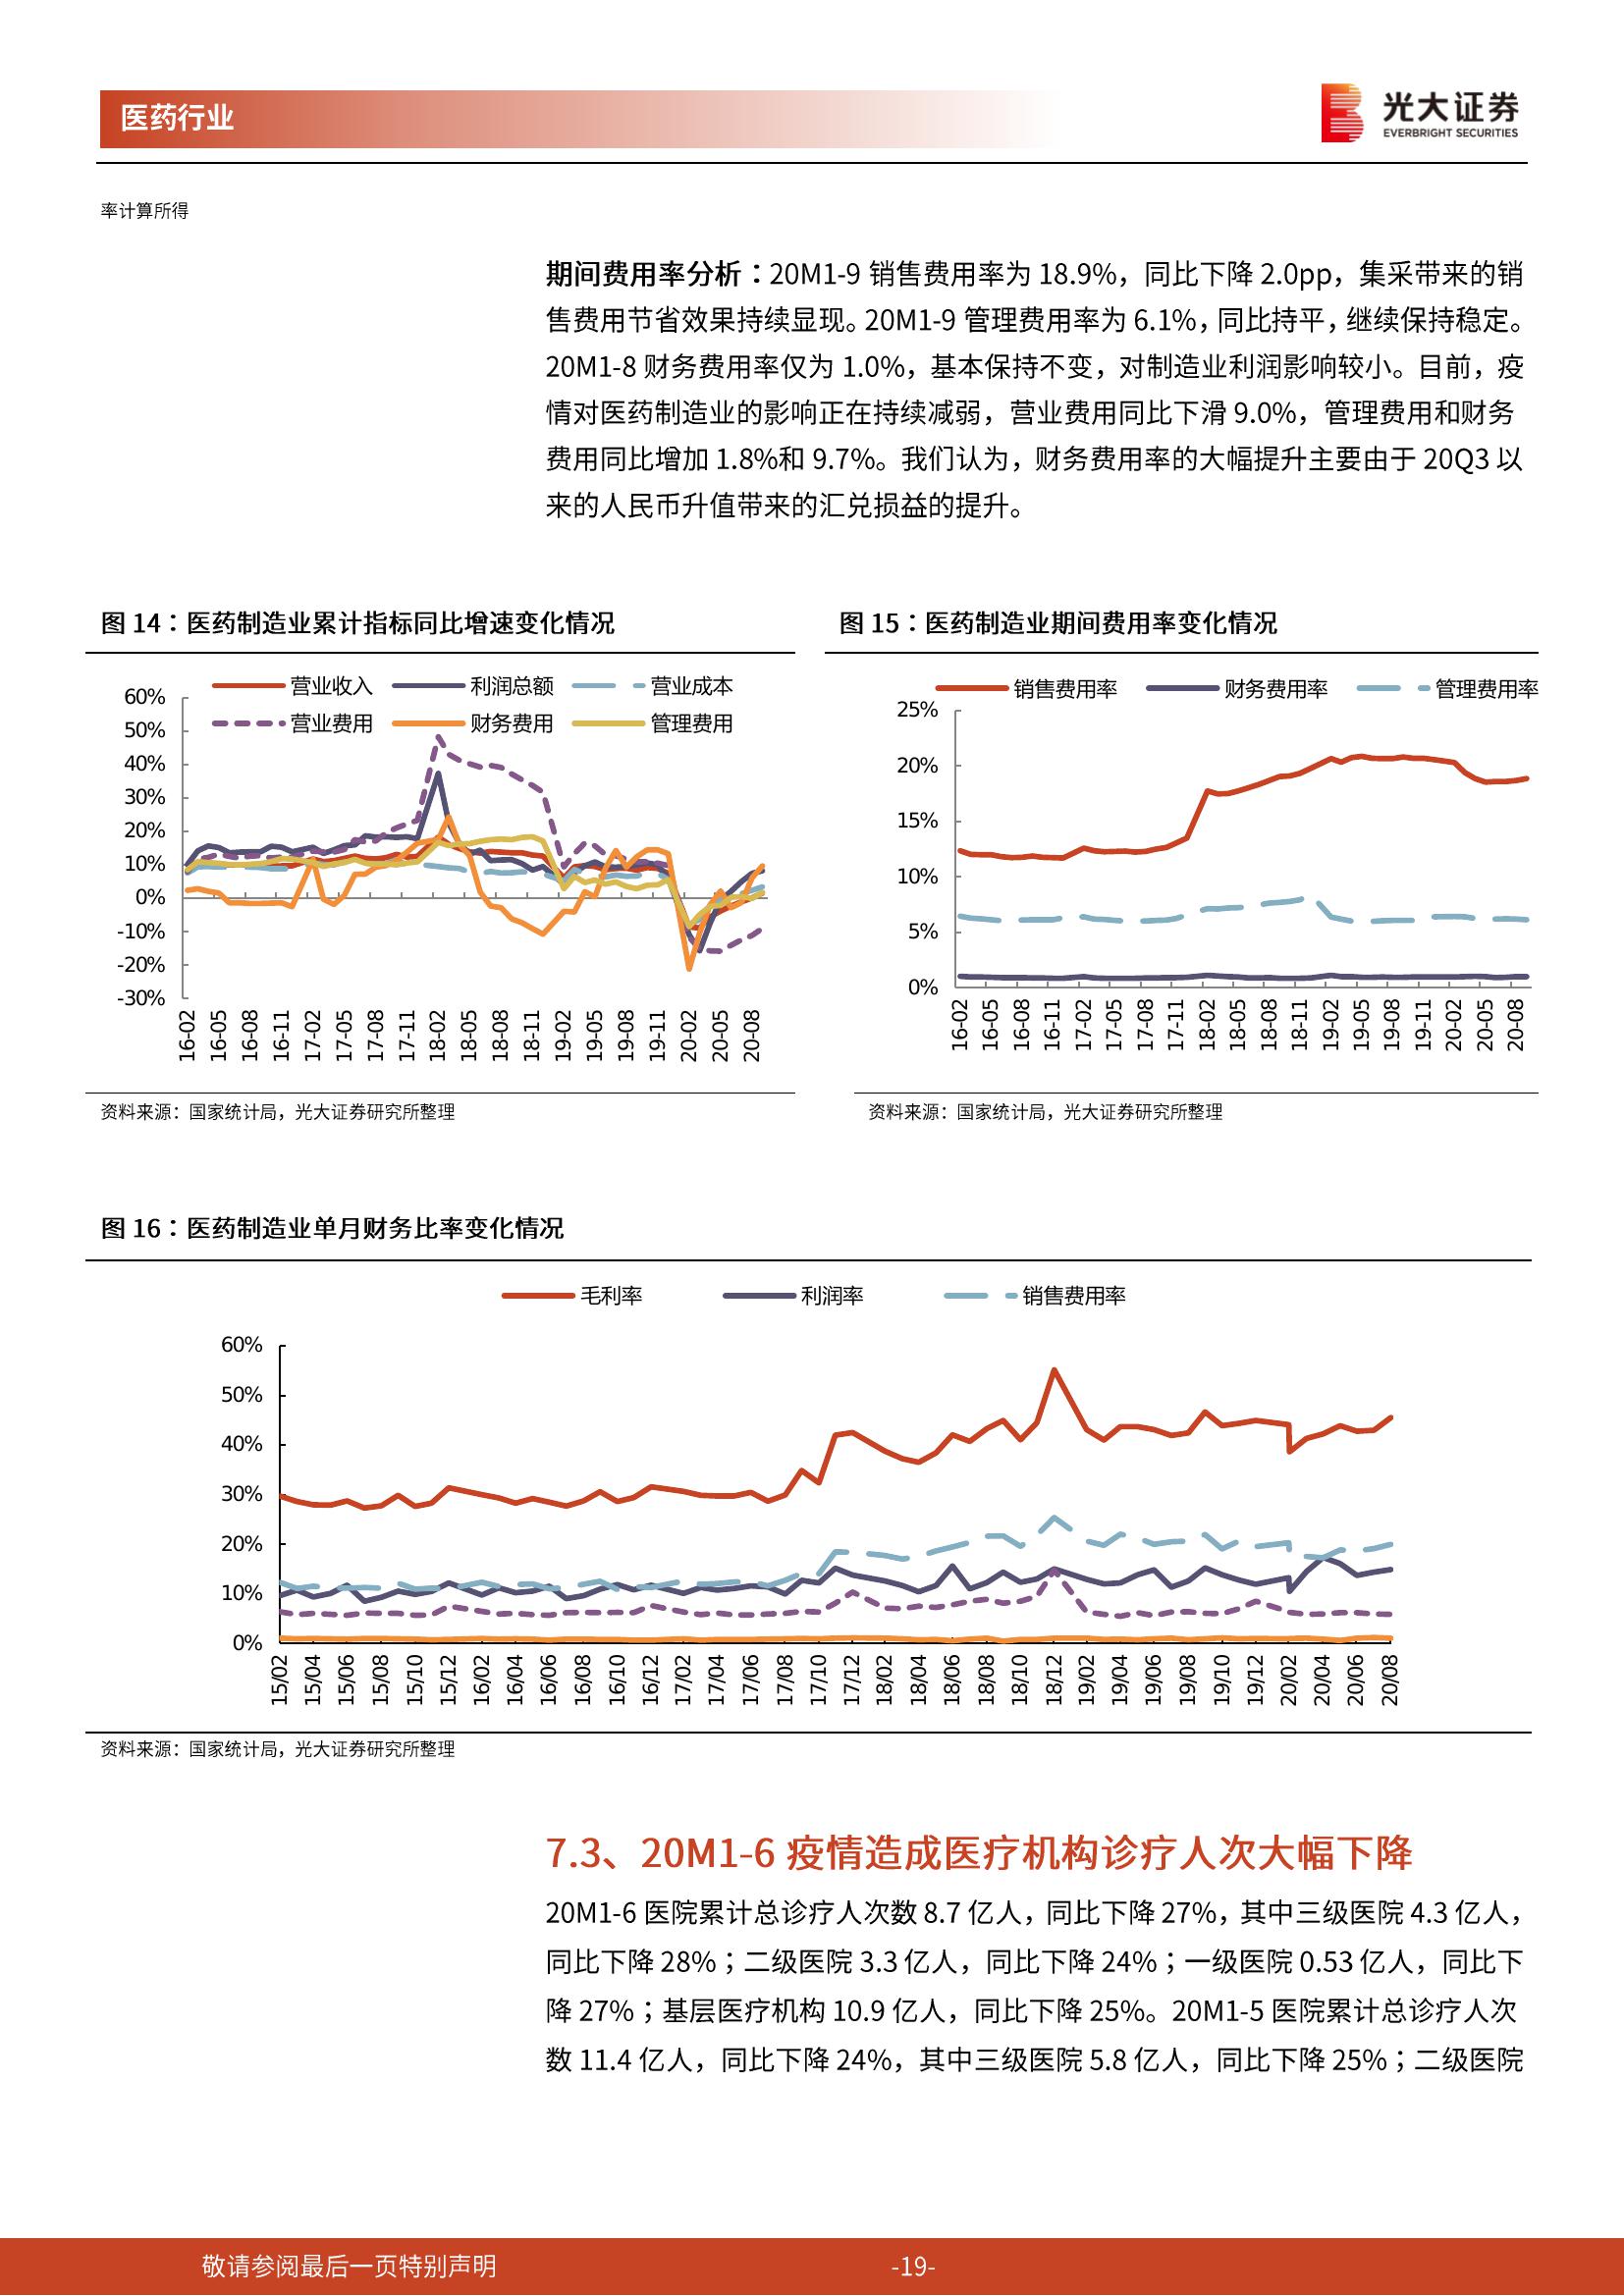 医药行业
光大证券
EVERBRIGHT SECURITIES
率计算所得
期间费用率分析：20M1-9 销售费用率为 18.9%，同比下降 2.0pp，集采带来的销
售费用节省效果持续显现。20M1-9 管理费用率为 6.1%，同比持平，继续保持稳定。
20M1-8 财务费用率仅为 1.0%，基本保持不变，对制造业利润影响较小。目前，疫
情对医药制造业的影响正在持续减弱，营业费用同比下滑 9.0%，管理费用和财务
费用同比增加 1.8%和 9.7%。我们认为，财务费用率的大幅提升主要由于 20Q3 以
来的人民币升值带来的汇兑损益的提升。
图 14：医药制造业累计指标同比增速变化情况
营业收入 利润总额 营业成本
营业费用 财务费用 管理费用
60%
50%
40%
30%
20%
10%
0%
-10%
-20%
-30%
16-02 16-05 16-08 16-11 17-02 17-05 17-08 17-11 18-02 18-05 18-08 18-11 19-02 19-05 19-08 19-11 20-02 20-05 20-08
资料来源：国家统计局，光大证券研究所整理
图 15：医药制造业期间费用率变化情况
销售费用率 财务费用率 管理费用率
25%
20%
15%
10%
5%
0%
16-02 16-05 16-08 16-11 17-02 17-05 17-08 17-11 18-02 18-05 18-08 18-11 19-02 19-05 19-08 19-11 20-02 20-05 20-08
资料来源：国家统计局，光大证券研究所整理
图 16：医药制造业单月财务比率变化情况
毛利率 利润率 销售费用率
60%
50%
40%
30%
20%
10%
0%
15/02 15/04 15/06 15/08 15/10 15/12 16/02 16/04 16/06 16/08 16/10 16/12 17/02 17/04 17/06 17/08 17/10 17/12 18/02 18/04 18/06 18/08 18/10 18/12 19/02 19/04 19/06 19/08 19/10 19/12 20/02 20/04 20/06 20/08
资料来源：国家统计局，光大证券研究所整理
7.3、20M1-6 疫情造成医疗机构诊疗人次大幅下降
20M1-6 医院累计总诊疗人次数 8.7 亿人，同比下降 27%，其中三级医院 4.3 亿人，
同比下降 28%；二级医院 3.3 亿人，同比下降 24%；一级医院 0.53 亿人，同比下
降 27%；基层医疗机构 10.9 亿人，同比下降 25%。20M1-5 医院累计总诊疗人次
数 11.4 亿人，同比下降 24%，其中三级医院 5.8 亿人，同比下降 25%；二级医院
敬请参阅最后一页特别声明
-19-